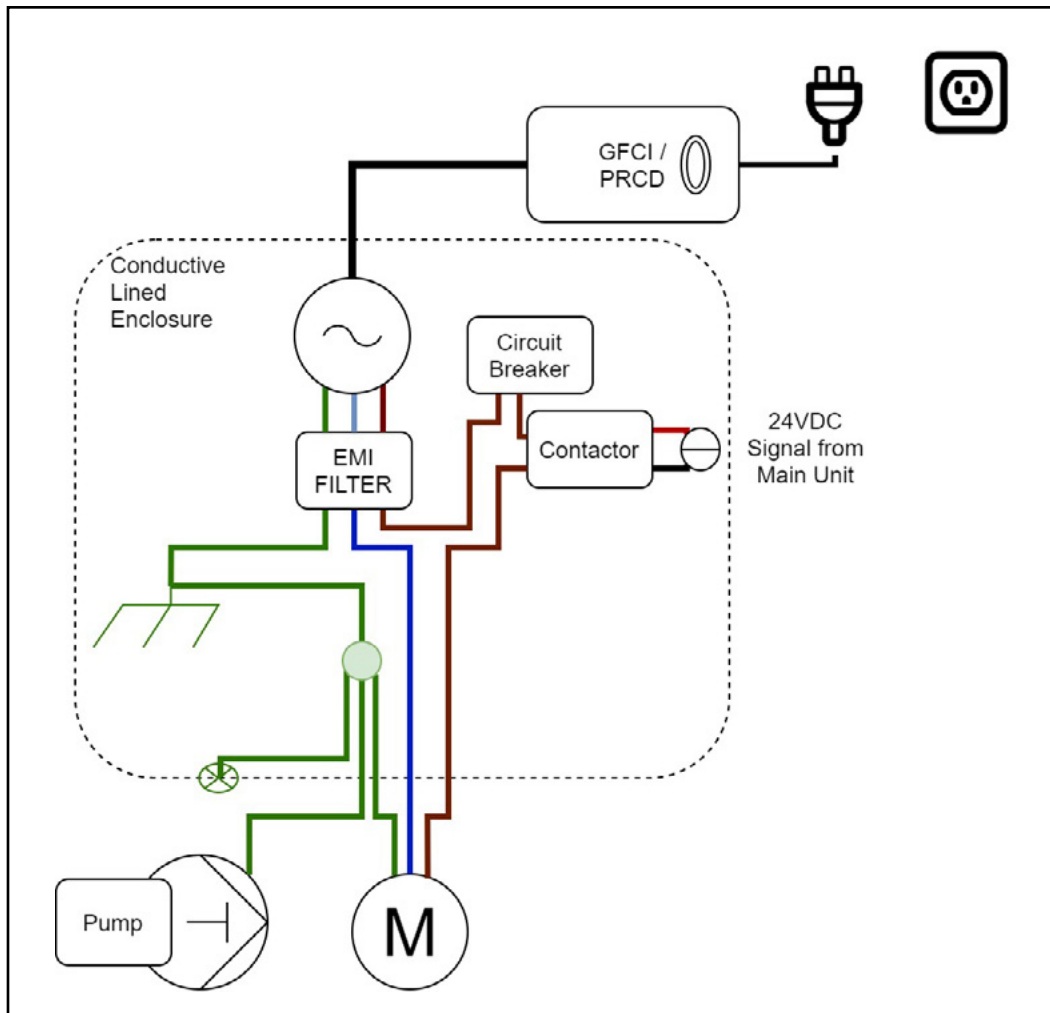 GFCI /
PRCD
Conductive
Lined
Enclosure
Circuit
Breaker
24VDC
Signal from
Main Unit
Contactor
EMI
FILTER
Pump
M